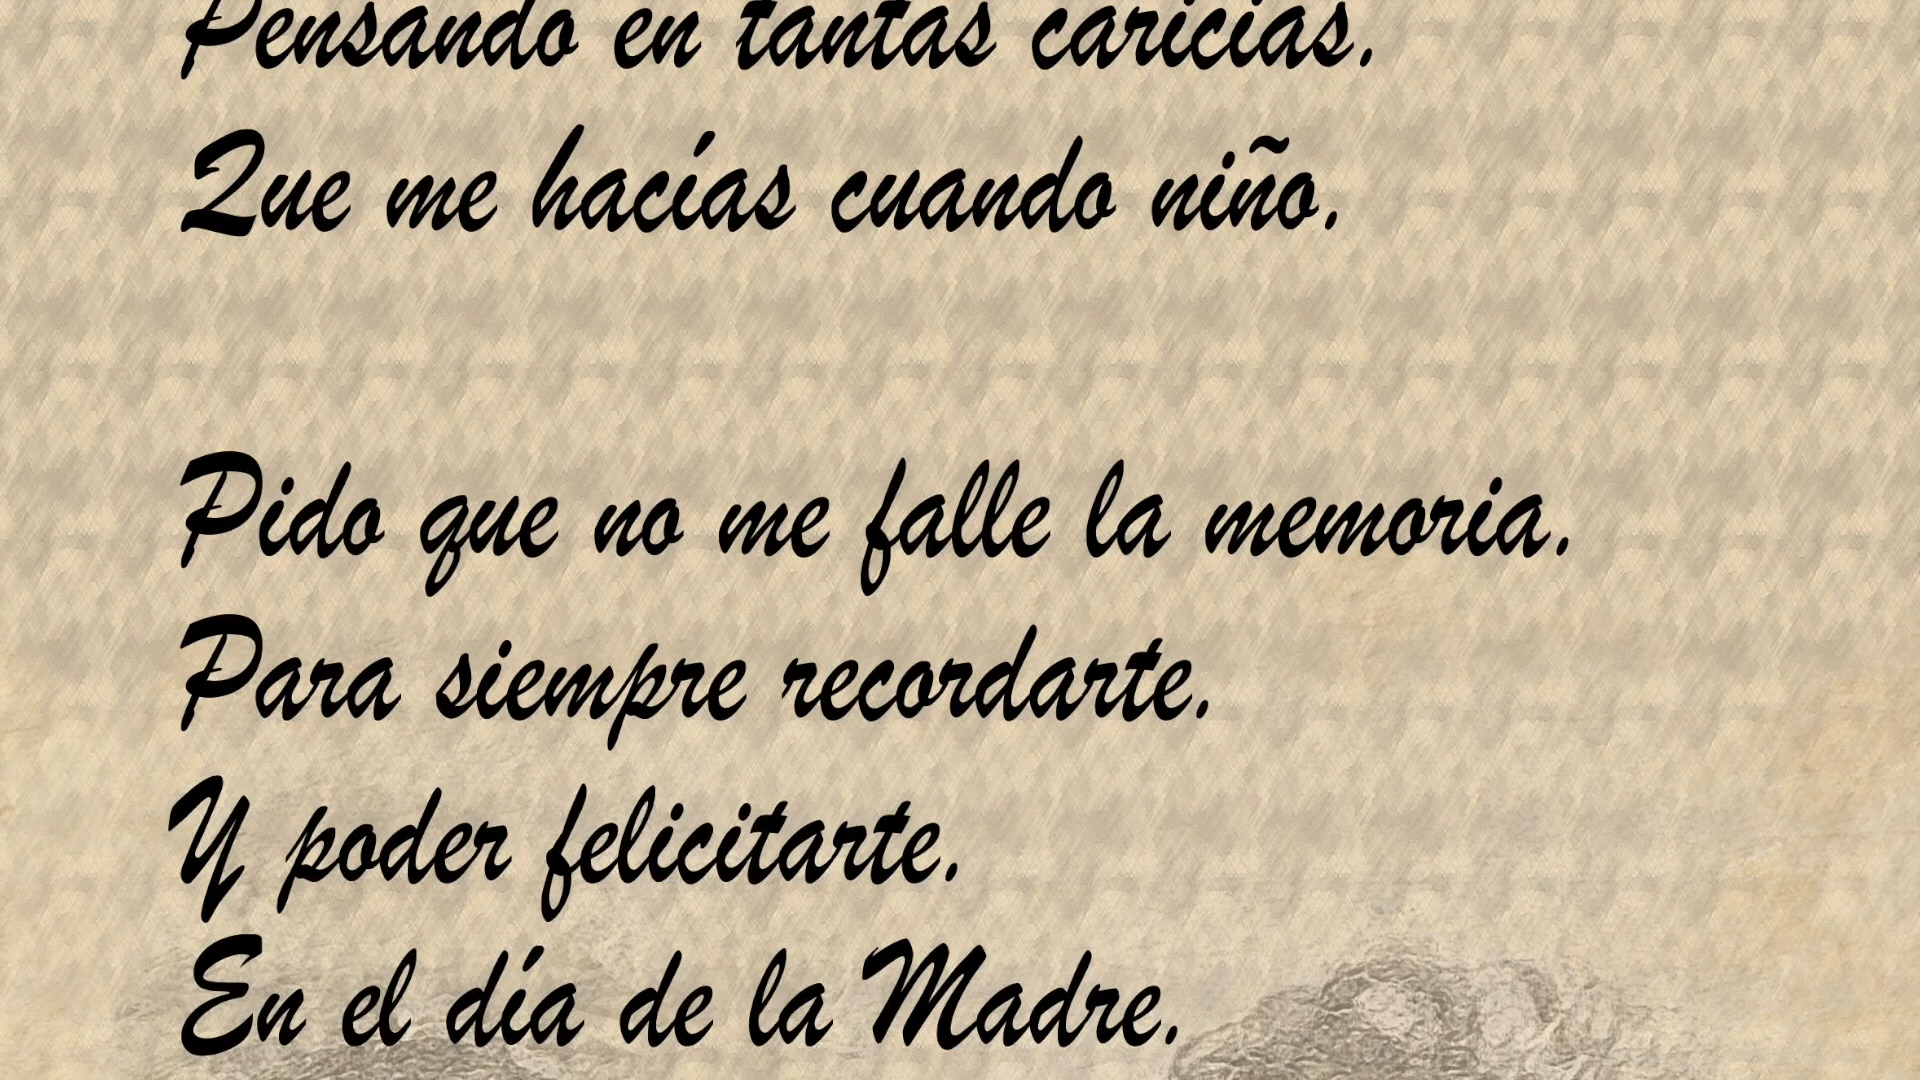 Pensando en tantas caricias.
Que me hacías cuando niño.
Pido que no me falle la memoria.
Para siempre recordarte.
Y poder felicitarte.
En el día de la Madre.